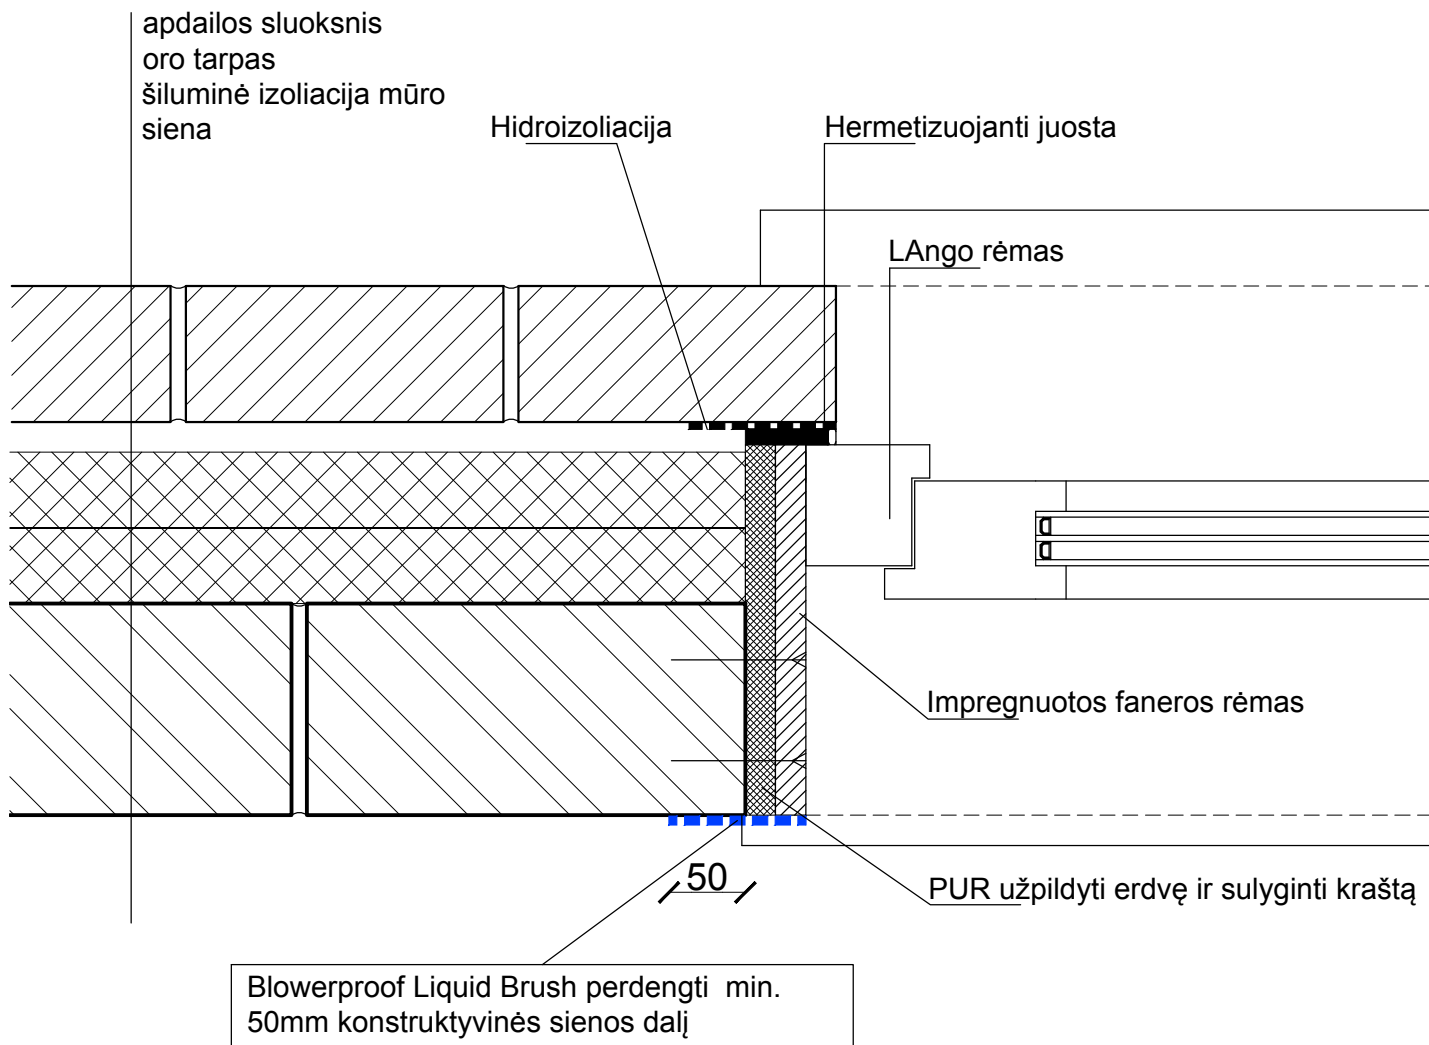 apdailos sluoksnis
oro tarpas
šiluminė izoliacija mūro
siena
Hidroizoliacija
Hermetizuojanti juosta
LAngo rėmas
Impregnuotos faneros rėmas
50
PUR užpildyti erdvę ir sulyginti kraštą
Blowerproof Liquid Brush perdengti min.
50mm konstruktyvinės sienos dalį